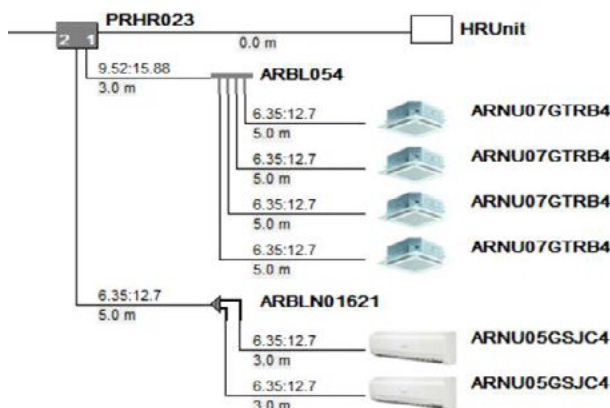 PRHR023
2 1
0.0 m
HRUnit
9.52:15.88
3.0 m
ARBL054
6.35:12.7
5.0 m
ARNU07GTRB4
6.35:12.7
5.0 m
ARNU07GTRB4
6.35:12.7
5.0 m
ARNU07GTRB4
6.35:12.7
5.0 m
ARNU07GTRB4
6.35:12.7
5.0 m
ARBLN01621
6.35:12.7
3.0 m
ARNU05GSJC4
6.35:12.7
3.0 m
ARNU05GSJC4